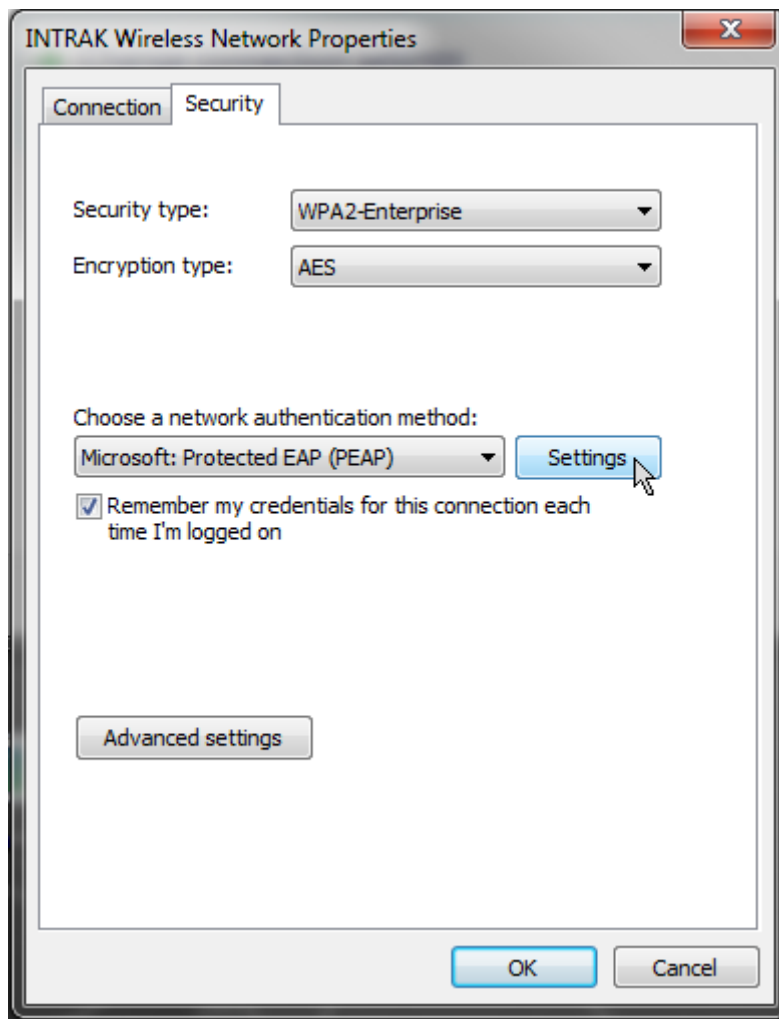 INTRAK Wireless Network Properties
Connection
Security
Security type:
WPA2-Enterprise
Encryption type:
AES
Choose a network authentication method:
Microsoft: Protected EAP (PEAP)
Settings
Remember my credentials for this connection each
time I'm logged on
Advanced settings
OK
Cancel